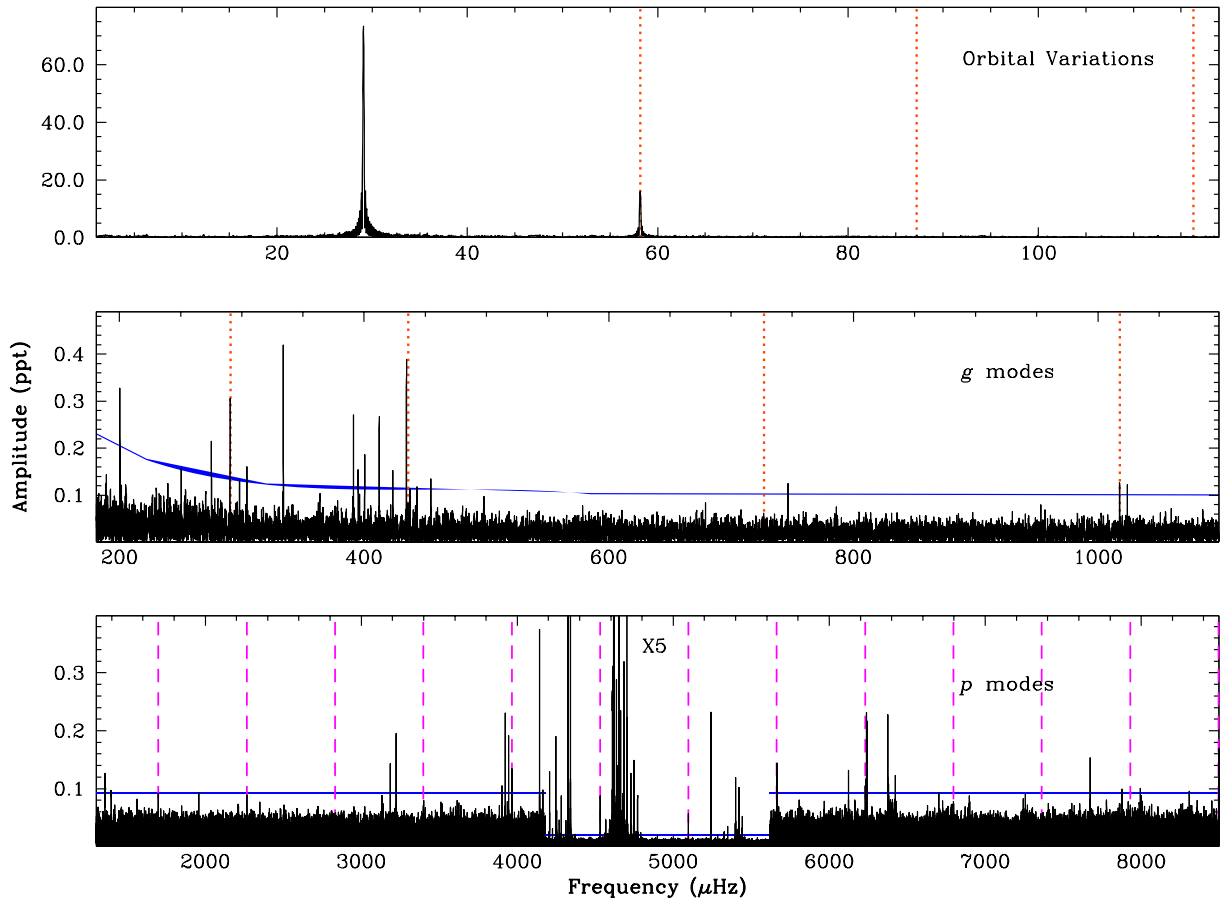 60.0
40.0
20.0
0.0
Orbital Variations
20 40 60 80 100
0.4
0.3
0.2
0.1
g modes
200 400 600 800 1000
Amplitude (ppt)
0.3
0.2
0.1
X5
p modes
2000 3000 4000 5000 6000 7000 8000
Frequency (μHz)